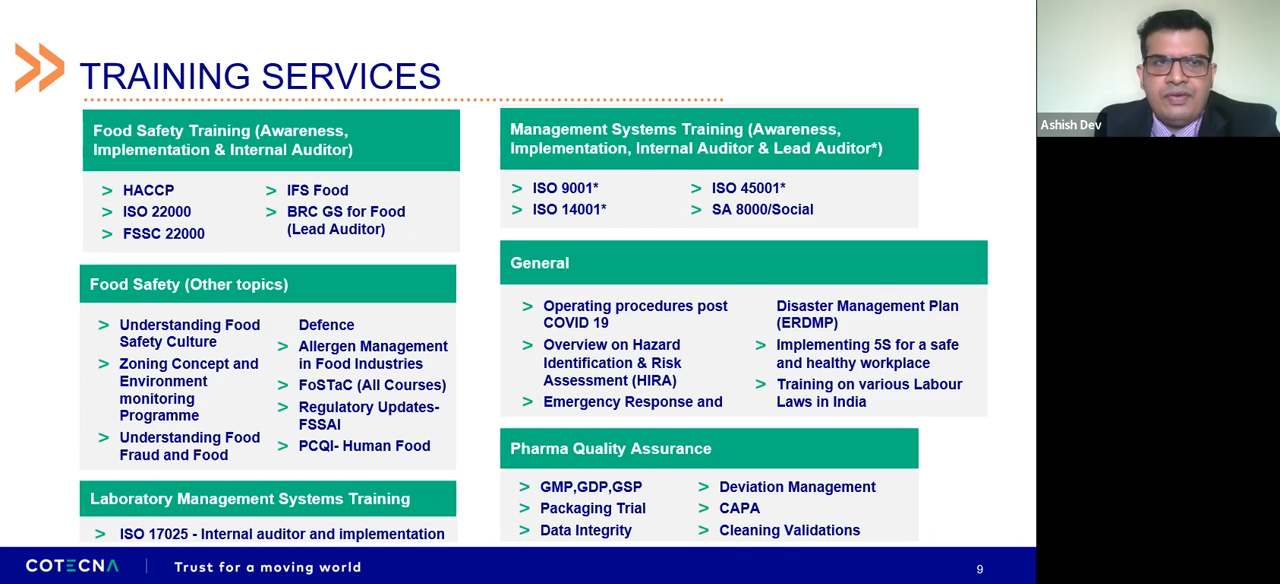 TRAINING SERVICES
Food Safety Training (Awareness,
Implementation & Internal Auditor)
> HACCP
> ISO 22000
> FSSC 22000
> IFS Food
> BRC GS for Food
(Lead Auditor)
Food Safety (Other topics)
> Understanding Food
Safety Culture
> Zoning Concept and
Environment
monitoring
Programme
> Understanding Food
Fraud and Food
Defence
> Allergen Management
in Food Industries
> FoSTaC (All Courses)
> Regulatory Updates-
FSSAI
> PCQI- Human Food
Laboratory Management Systems Training
> ISO 17025 - Internal auditor and implementation
Management Systems Training (Awareness,
Implementation, Internal Auditor & Lead Auditor*)
> ISO 9001*
> ISO 14001*
> ISO 45001*
> SA 8000/Social
General
> Operating procedures post
COVID 19
> Overview on Hazard
Identification & Risk
Assessment (HIRA)
> Emergency Response and
Disaster Management Plan
(ERDMP)
> Implementing 5S for a safe
and healthy workplace
> Training on various Labour
Laws in India
Pharma Quality Assurance
> GMP,GDP,GSP
> Packaging Trial
> Data Integrity
> Deviation Management
> CAPA
> Cleaning Validations
COTECNA | Trust for a moving world
9
Ashish Dev